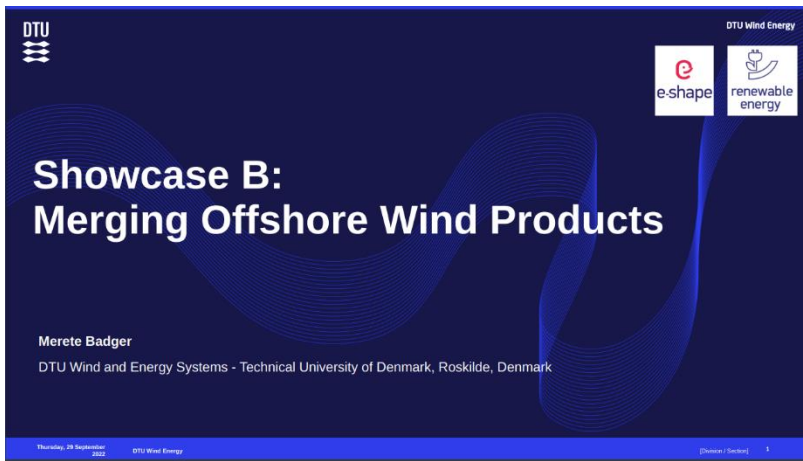 DTU
DTU Wind Energy
e-shape
renewable
energy
Showcase B:
Merging Offshore Wind Products
Merete Badger
DTU Wind and Energy Systems - Technical University of Denmark, Roskilde, Denmark
Thursday, 29 September
2022
DTU Wind Energy
[Division / Section]
1